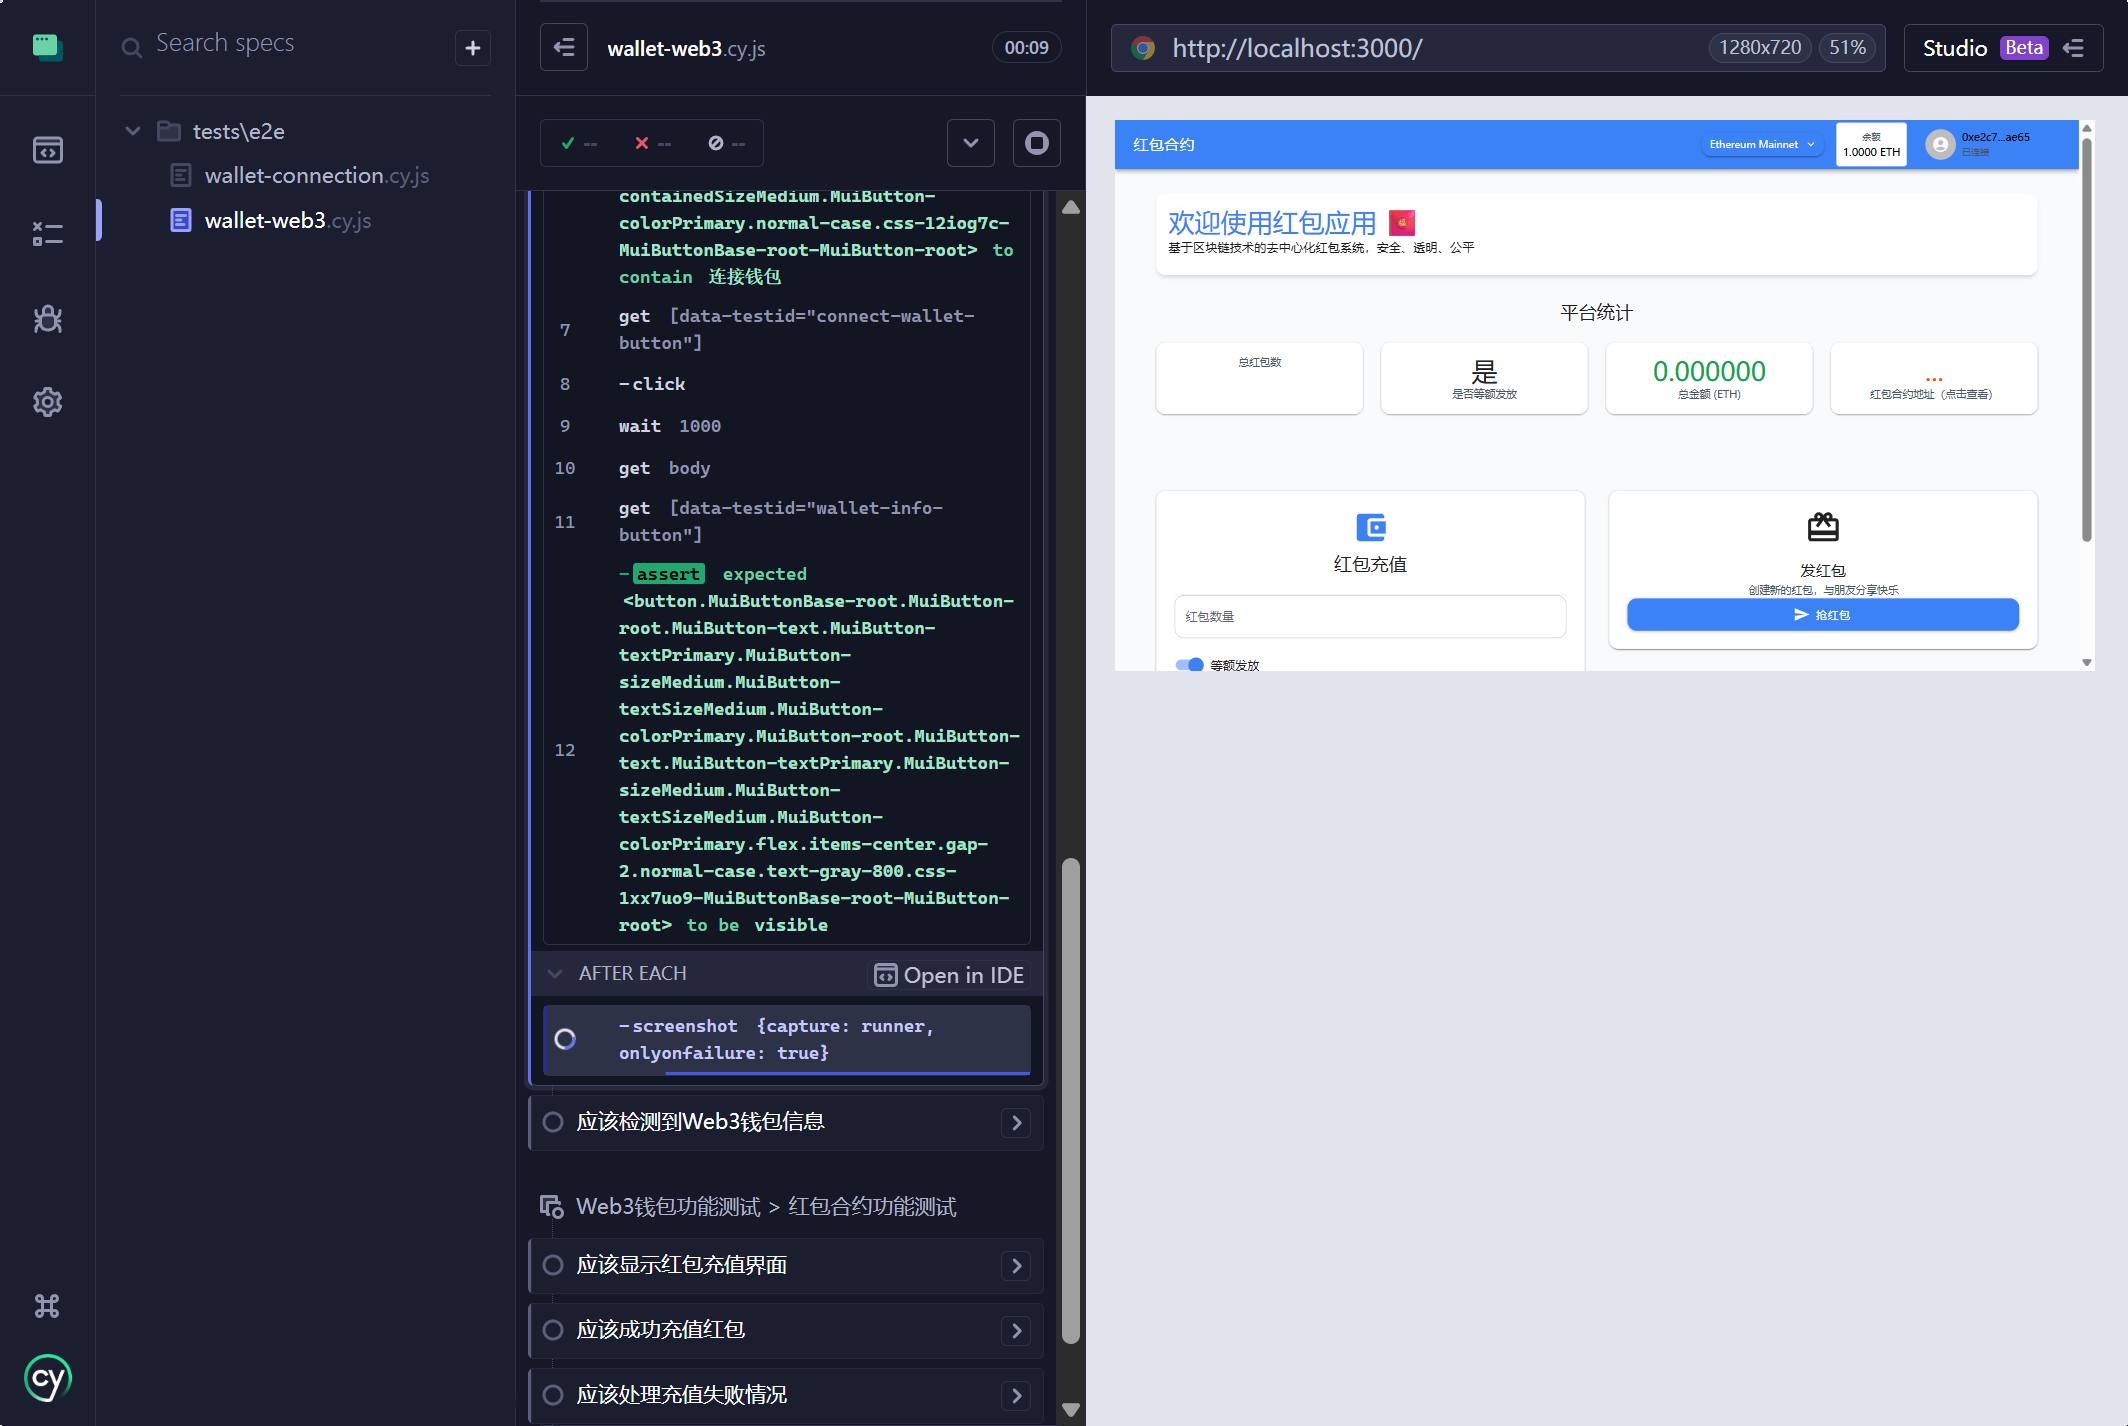 Search specs
tests\e2e
wallet-connection.cy.js
wallet-web3.cy.js
cy
wallet-web3.cy.js
00:09
--
--
--
containedSizeMedium.MuiButton-
colorPrimary.normal-case.css-12iog7c-
MuiButtonBase-root-MuiButton-root> to
contain 连接钱包
7 get [data-testid="connect-wallet-
button"]
8 -click
9 wait 1000
10 get body
11 get [data-testid="wallet-info-
button"]
12 -assert expected
<button.MuiButtonBase-root.MuiButton-
root.MuiButton-text.MuiButton-
textPrimary.MuiButton-
sizeMedium.MuiButton-
textSizeMedium.MuiButton-
colorPrimary.MuiButton-root.MuiButton-
text.MuiButton-textPrimary.MuiButton-
sizeMedium.MuiButton-
textSizeMedium.MuiButton-
colorPrimary.flex.items-center.gap-
2.normal-case.text-gray-800.css-
1xx7uo9-MuiButtonBase-root-MuiButton-
root> to be visible
AFTER EACH
Open in IDE
-screenshot {capture: runner,
onlyonfailure: true}
应该检测到Web3钱包信息
Web3钱包功能测试 > 红包合约功能测试
应该显示红包充值界面
应该成功充值红包
应该处理充值失败情况
http://localhost:3000/
1280x720
51%
Studio Beta
红包合约
Ethereum Mainnet
余额
1.0000 ETH
0xe2c7...ae65
已连接
欢迎使用红包应用
基于区块链技术的去中心化红包系统，安全、透明、公平
平台统计
总红包数
是
是否等额发放
0.000000
总金额 (ETH)
...
红包合约地址（点击查看）
红包充值
红包数量
等额发放
发红包
创建新的红包，与朋友分享快乐
抢红包